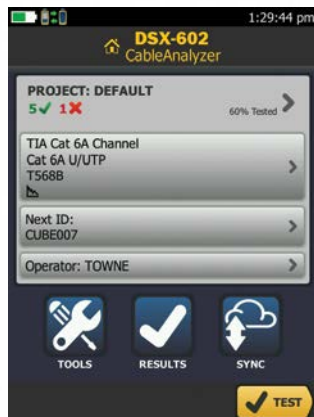 1:29:44 pm
DSX-602
CableAnalyzer
PROJECT: DEFAULT
5 1
60% Tested
TIA Cat 6A Channel
Cat 6A U/UTP
T568B
Next ID:
CUBE007
Operator: TOWNE
TOOLS RESULTS SYNC
TEST